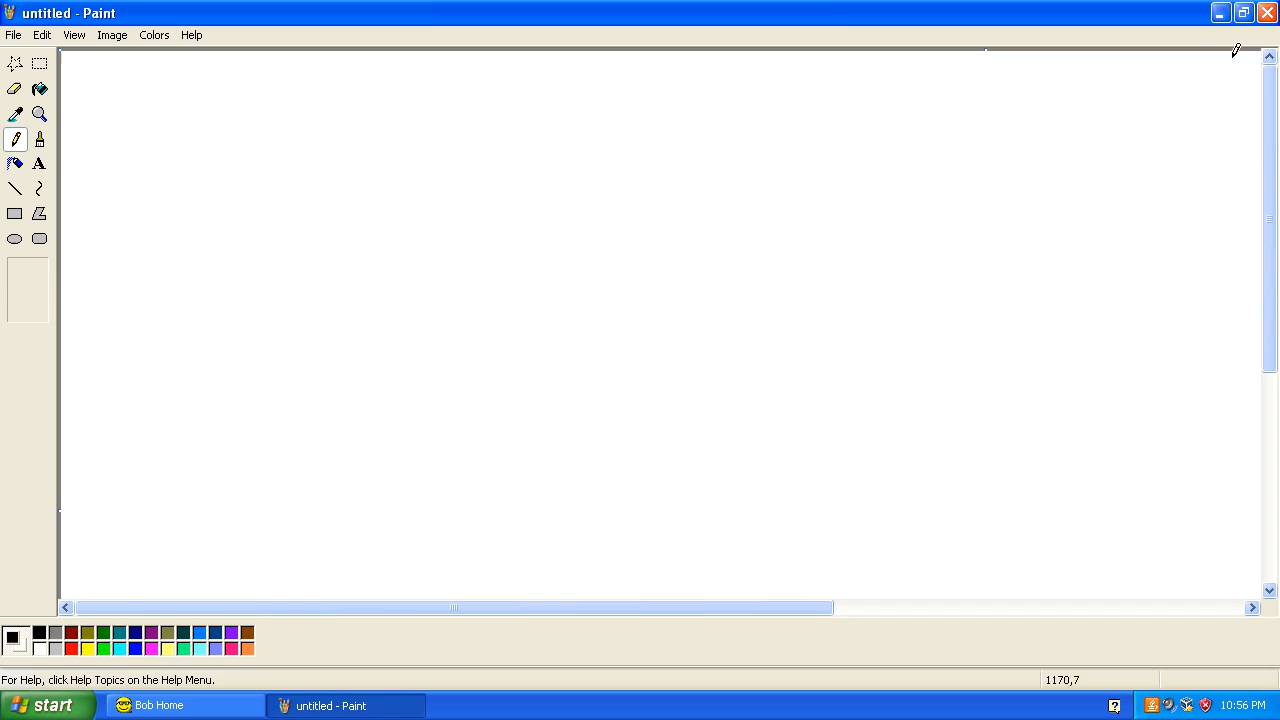 untitled - Paint
File Edit View Image Colors Help
A
For Help, click Help Topics on the Help Menu.
1170,7
start
Bob Home
untitled - Paint
10:56 PM